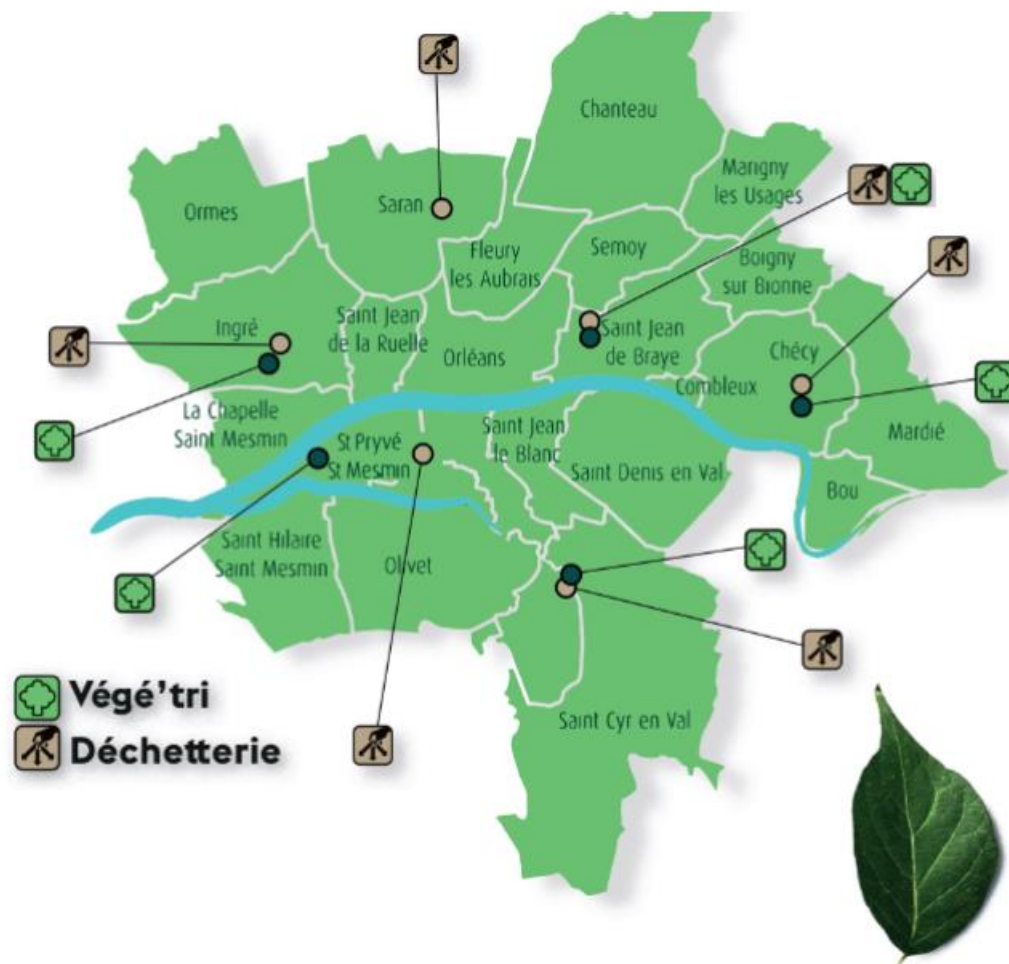 Chanteau
Marigny
les Usages
Ormes
Saran
Fleury
les Aubrais
Semoy
Boigny
sur Bionne
Ingré
Saint Jean
de la Ruelle
Orléans
Saint Jean
de Braye
Chécy
Combleux
La Chapelle
Saint Mesmin
St Pryvé
St Mesmin
Saint Jean
le Blanc
Saint Denis en Val
Mardié
Bou
Saint Hilaire
Saint Mesmin
Olivet
Saint Cyr en Val
Végé'tri
Déchetterie